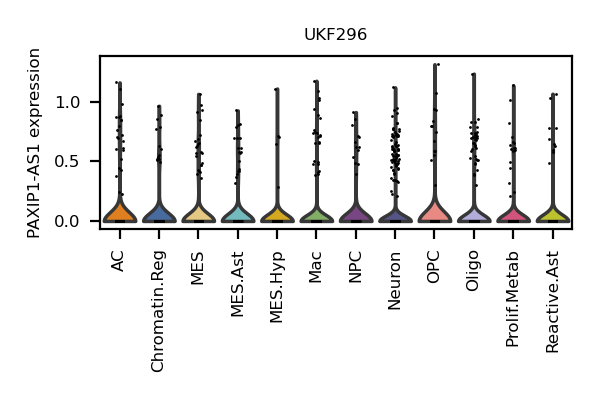 UKF296
PAXIP1-AS1 expression
1.0
0.5
0.0
AC
Chromatin.Reg
MES
MES.Ast
MES.Hyp
Mac
NPC
Neuron
OPC
Oligo
Prolif.Metab
Reactive.Ast